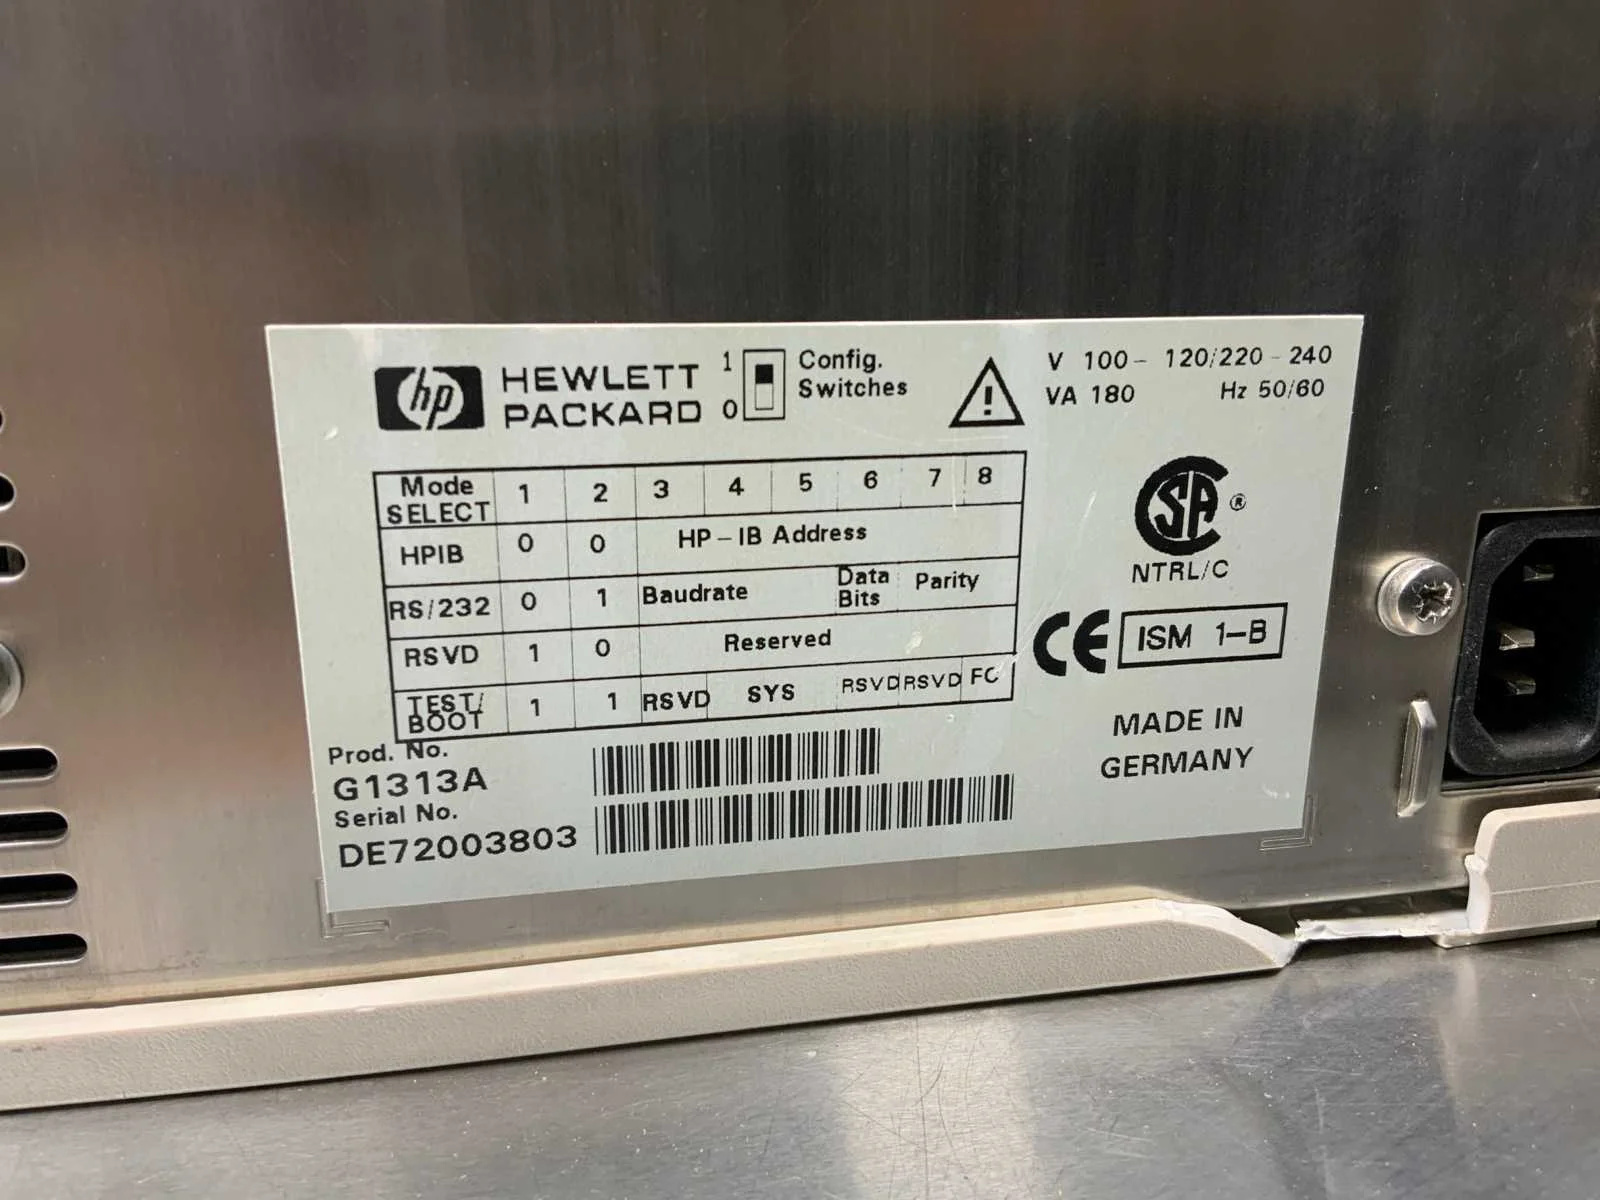 hp HEWLETT PACKARD
1 Config.
0 Switches
V 100 - 120/220 - 240
VA 180 Hz 50/60
Mode SELECT 1 2 3 4 5 6 7 8
HPIB 0 0 HP-IB Address
RS/232 0 1 Baudrate Data Bits Parity
RSVD 1 0 Reserved
TEST/BOOT 1 1 RSVD SYS RSVD RSVD FC
SA ®
NTRL/C
CE ISM 1-B
MADE IN
GERMANY
Prod. No.
G1313A
Serial No.
DE72003803